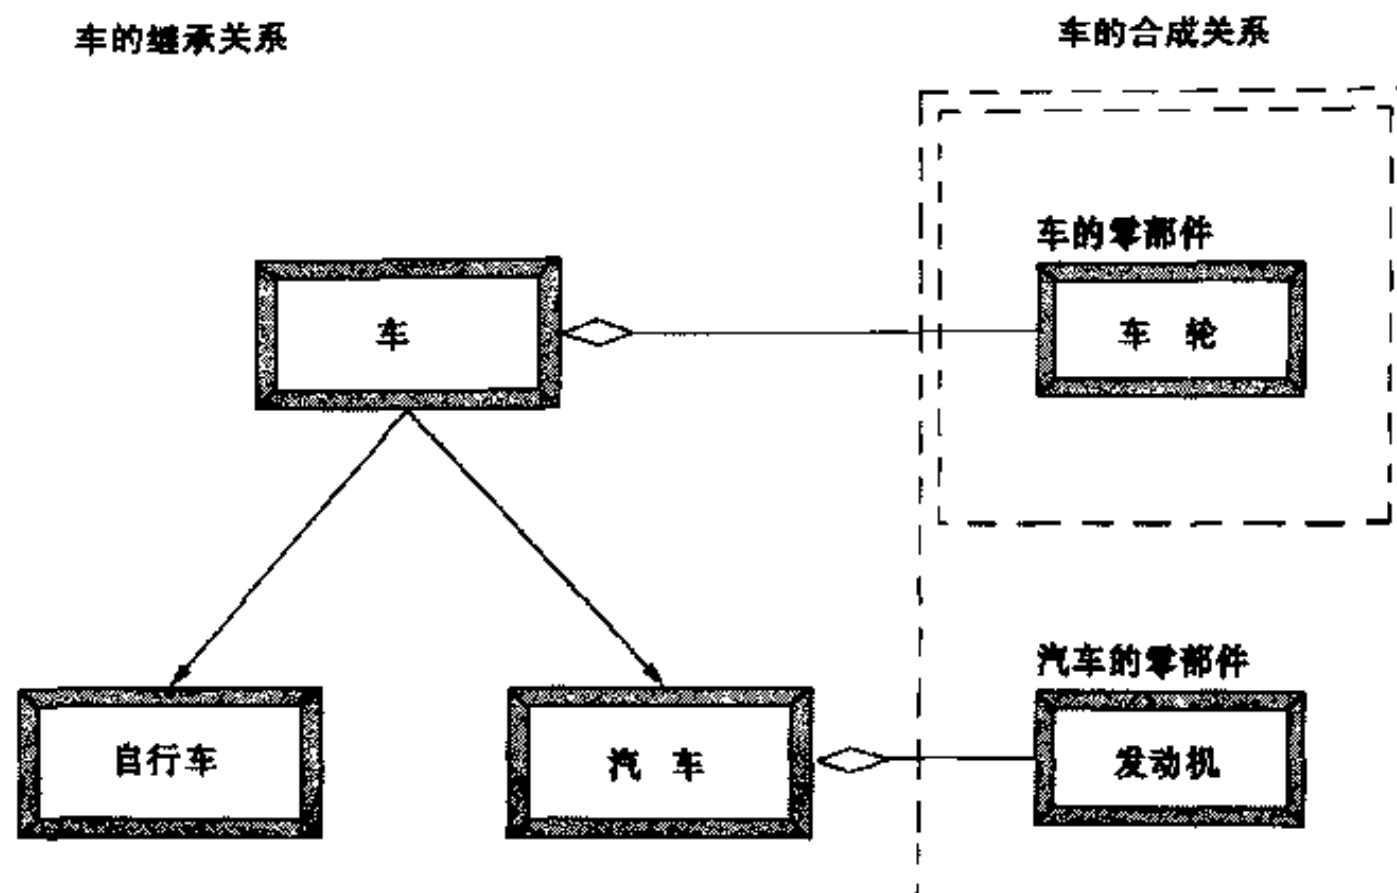 车的继承关系
车的合成关系
车的零部件
车
车 轮
汽车的零部件
自行车
汽 车
发动机